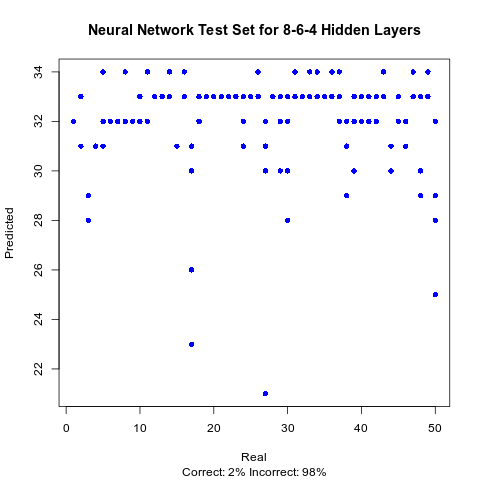 Neural Network Test Set for 8-6-4 Hidden Layers
Predicted
34
32
30
28
26
24
22
0 10 20 30 40 50
Real
Correct: 2% Incorrect: 98%